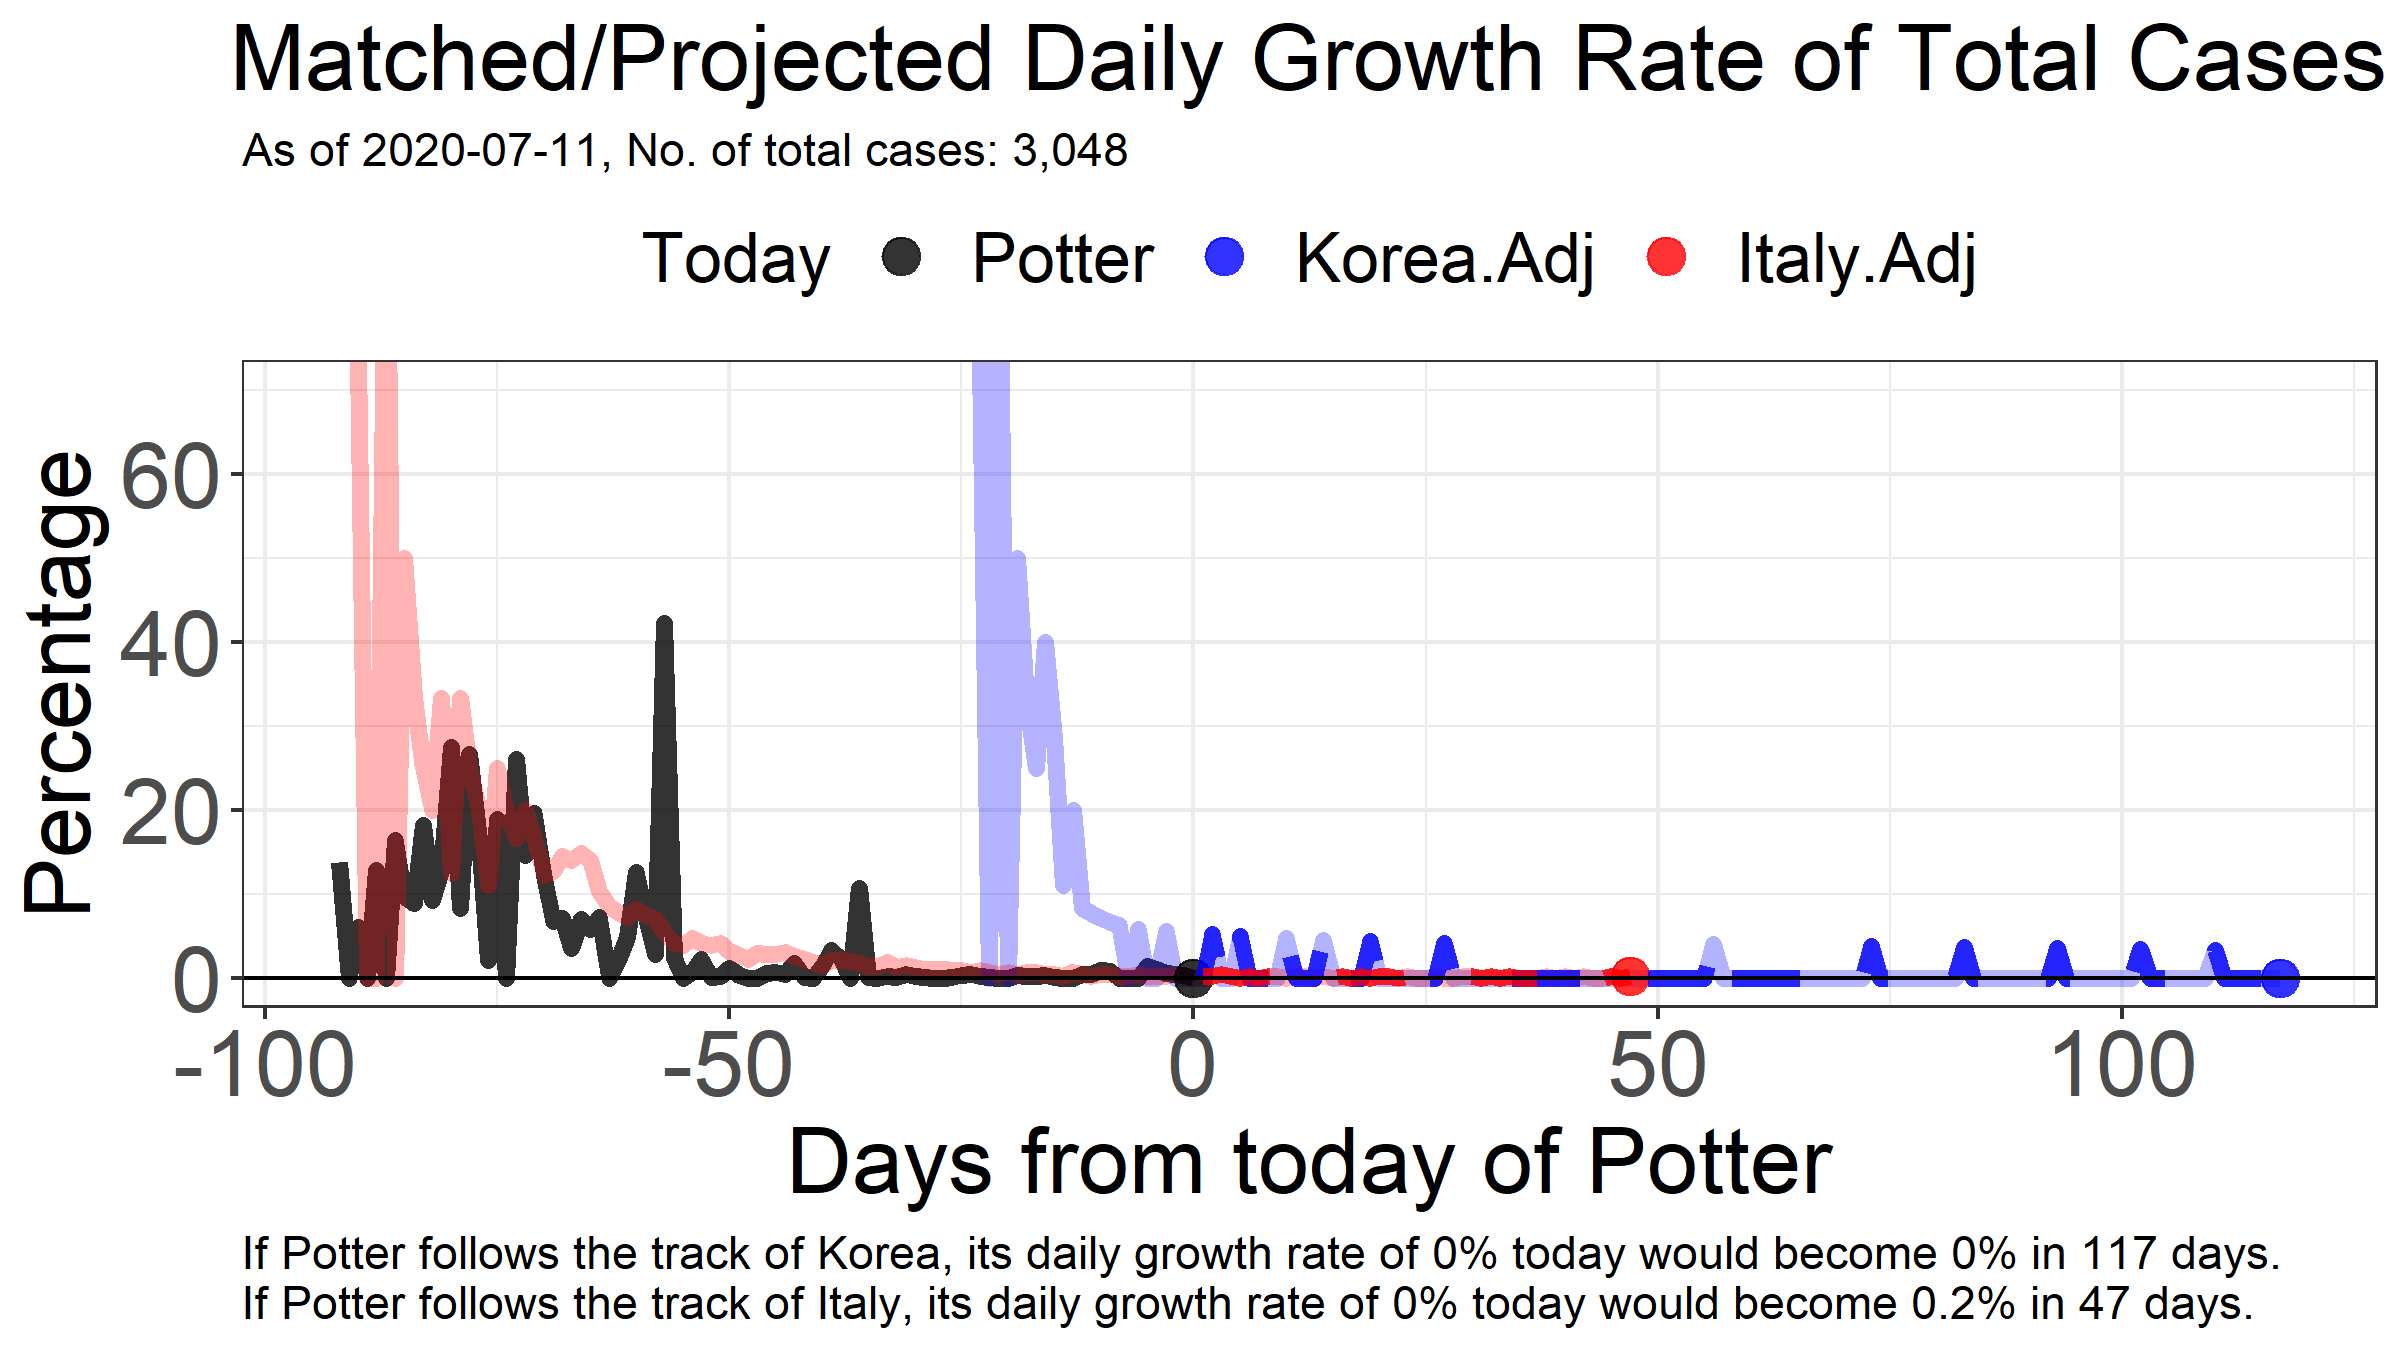 Matched/Projected Daily Growth Rate of Total Cases
As of 2020-07-11, No. of total cases: 3,048
Today Potter Korea.Adj Italy.Adj
Percentage
60
40
20
0
-100 -50 0 50 100
Days from today of Potter
If Potter follows the track of Korea, its daily growth rate of 0% today would become 0% in 117 days.
If Potter follows the track of Italy, its daily growth rate of 0% today would become 0.2% in 47 days.